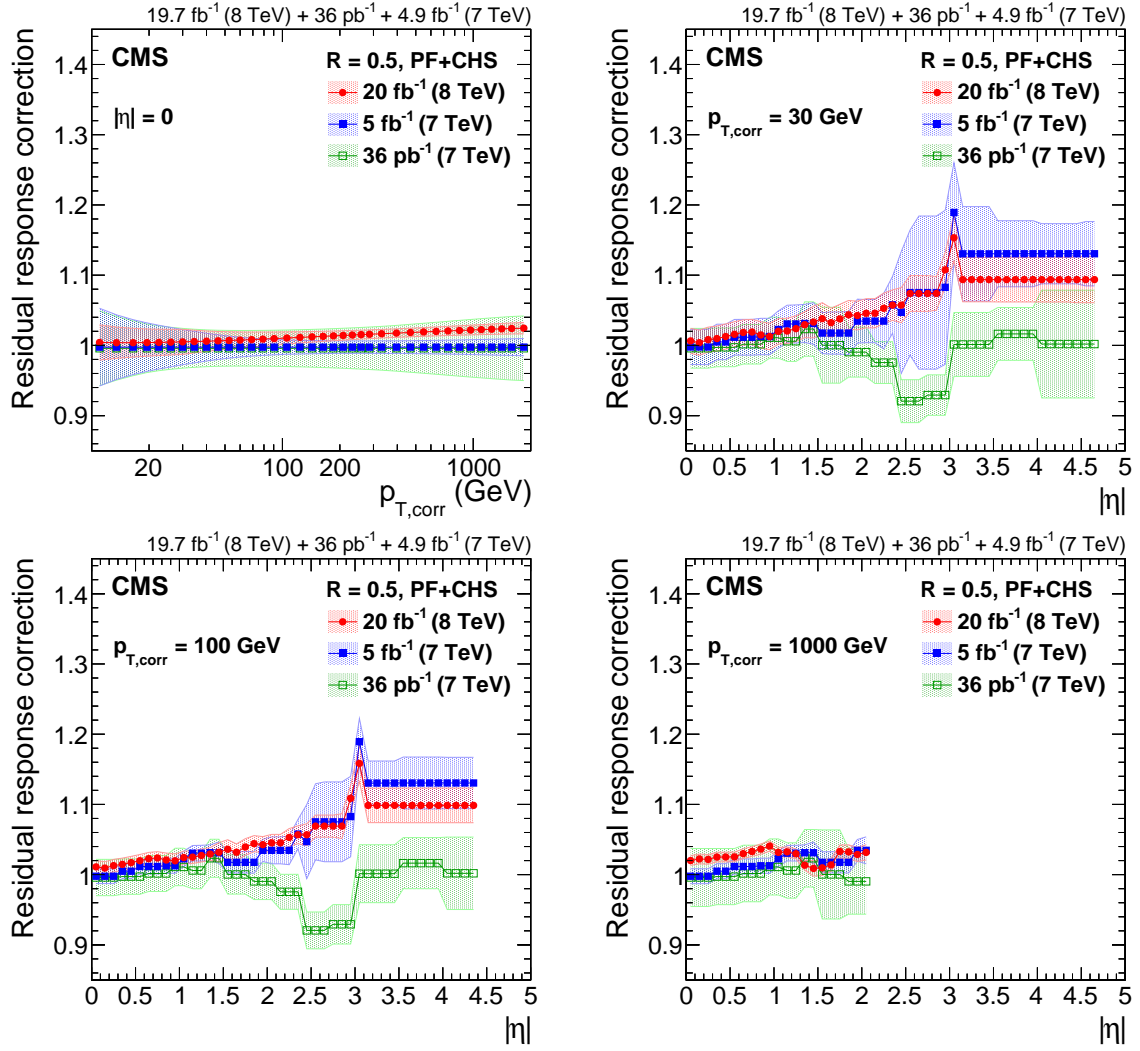 19.7 fb⁻¹ (8 TeV) + 36 pb⁻¹ + 4.9 fb⁻¹ (7 TeV)
CMS
R = 0.5, PF+CHS
20 fb⁻¹ (8 TeV)
|η| = 0
5 fb⁻¹ (7 TeV)
36 pb⁻¹ (7 TeV)
Residual response correction
1.4
1.3
1.2
1.1
1
0.9
20 100 200 1000
p_T,corr (GeV)
19.7 fb⁻¹ (8 TeV) + 36 pb⁻¹ + 4.9 fb⁻¹ (7 TeV)
CMS
R = 0.5, PF+CHS
20 fb⁻¹ (8 TeV)
p_T,corr = 30 GeV
5 fb⁻¹ (7 TeV)
36 pb⁻¹ (7 TeV)
Residual response correction
1.4
1.3
1.2
1.1
1
0.9
0 0.5 1 1.5 2 2.5 3 3.5 4 4.5 5
|η|
19.7 fb⁻¹ (8 TeV) + 36 pb⁻¹ + 4.9 fb⁻¹ (7 TeV)
CMS
R = 0.5, PF+CHS
20 fb⁻¹ (8 TeV)
p_T,corr = 100 GeV
5 fb⁻¹ (7 TeV)
36 pb⁻¹ (7 TeV)
Residual response correction
1.4
1.3
1.2
1.1
1
0.9
0 0.5 1 1.5 2 2.5 3 3.5 4 4.5 5
|η|
19.7 fb⁻¹ (8 TeV) + 36 pb⁻¹ + 4.9 fb⁻¹ (7 TeV)
CMS
R = 0.5, PF+CHS
20 fb⁻¹ (8 TeV)
p_T,corr = 1000 GeV
5 fb⁻¹ (7 TeV)
36 pb⁻¹ (7 TeV)
Residual response correction
1.4
1.3
1.2
1.1
1
0.9
0 0.5 1 1.5 2 2.5 3 3.5 4 4.5 5
|η|